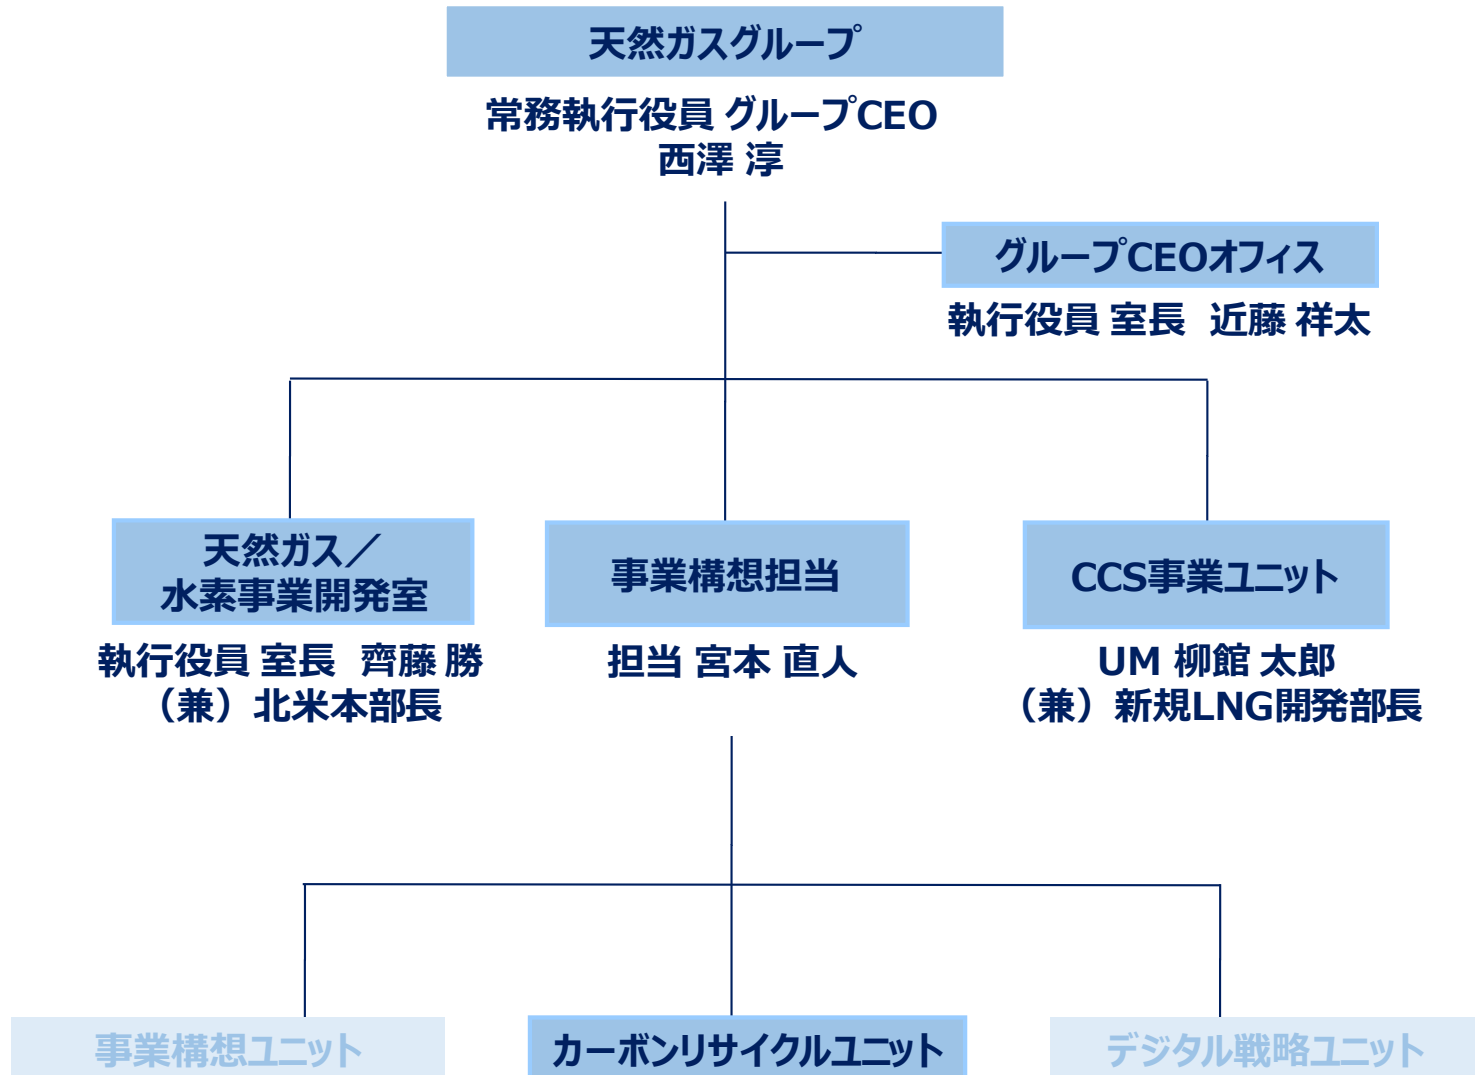 天然ガスグループ
常務執行役員 グループCEO
西澤 淳
グループCEOオフィス
執行役員 室長 近藤 祥太
天然ガス／
水素事業開発室
執行役員 室長 齊藤 勝
（兼）北米本部長
事業構想担当
担当 宮本 直人
CCS事業ユニット
UM 柳館 太郎
（兼）新規LNG開発部長
事業構想ユニット
カーボンリサイクルユニット
デジタル戦略ユニット